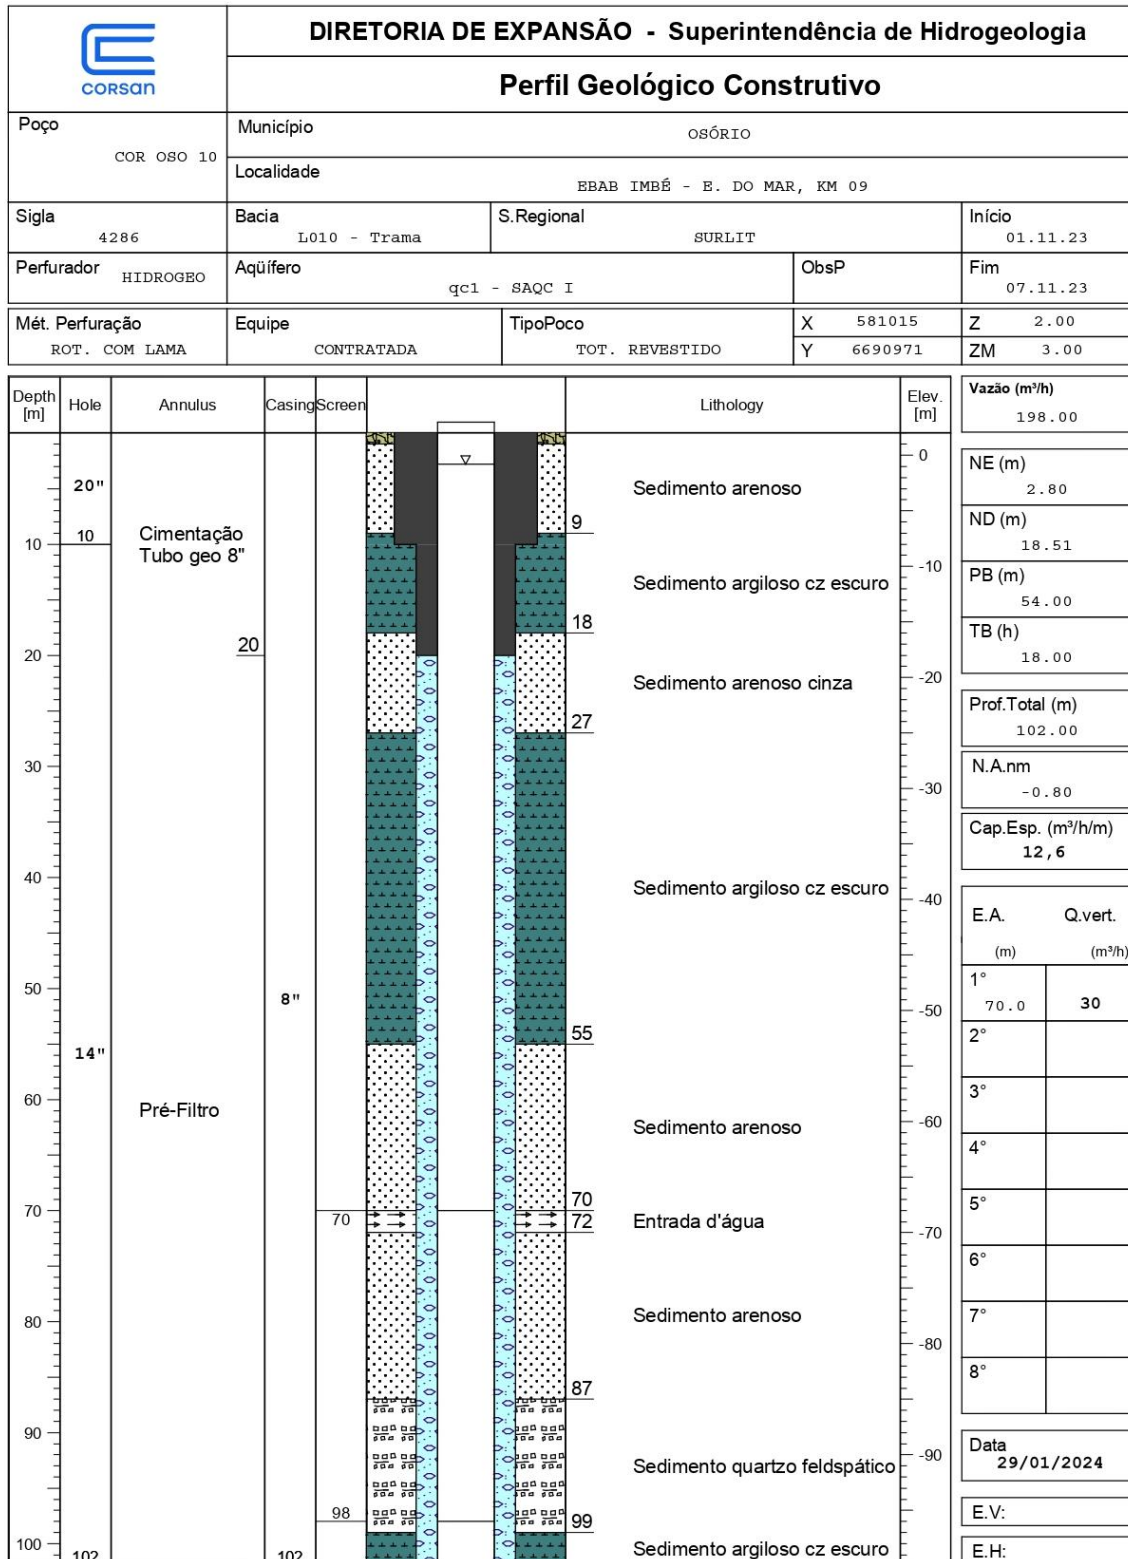 CORSAN
DIRETORIA DE EXPANSÃO - Superintendência de Hidrogeologia
Perfil Geológico Construtivo
Poço
COR OSO 10
Município
OSÓRIO
Localidade
EBAB IMBÉ - E. DO MAR, KM 09
Sigla
4286
Bacia
L010 - Trama
S.Regional
SURLIT
Início
01.11.23
Perfurador
HIDROGEO
Aqüífero
qc1 - SAQC I
ObsP
Fim
07.11.23
Mét. Perfuração
ROT. COM LAMA
Equipe
CONTRATADA
TipoPoco
TOT. REVESTIDO
X 581015
Z 2.00
Y 6690971
ZM 3.00
Depth [m]
Hole
Annulus
Casing
Screen
Lithology
Elev. [m]
Vazão (m³/h)
198.00
0
NE (m)
2.80
20"
Sedimento arenoso
9
ND (m)
18.51
10
10
Cimentação
Tubo geo 8"
-10
Sedimento argiloso cz escuro
PB (m)
54.00
18
TB (h)
18.00
20
20
-20
Sedimento arenoso cinza
Prof.Total (m)
102.00
27
30
-30
N.A.nm
-0.80
Cap.Esp. (m³/h/m)
12,6
40
Sedimento argiloso cz escuro
-40
E.A. Q.vert.
(m) (m³/h)
50
8"
-50
1°
70.0 30
55
2°
14"
60
Pré-Filtro
Sedimento arenoso
-60
3°
4°
70
70
70
72
Entrada d'água
-70
5°
6°
80
Sedimento arenoso
-80
7°
87
8°
90
Sedimento quartzo feldspático
-90
Data
29/01/2024
98
99
E.V:
100
102
102
Sedimento argiloso cz escuro
E.H: